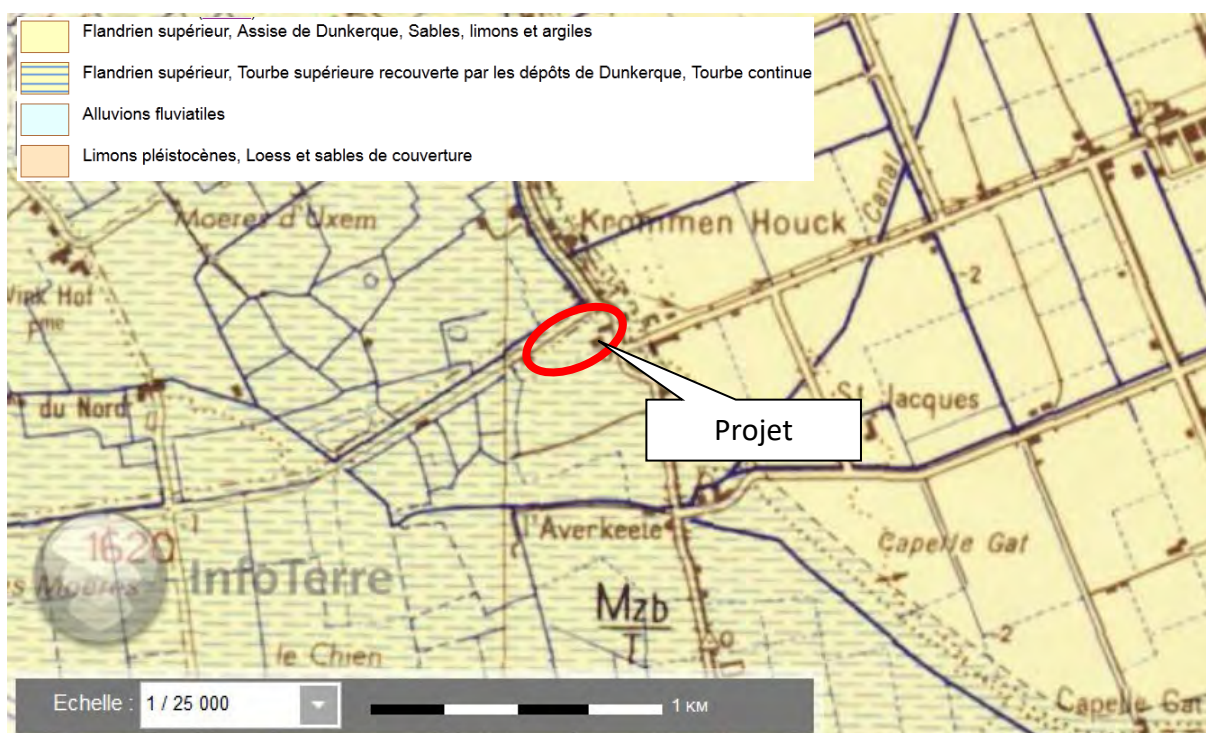 Flandrien supérieur, Assise de Dunkerque, Sables, limons et argiles
Flandrien supérieur, Tourbe supérieure recouverte par les dépôts de Dunkerque, Tourbe continue
Alluvions fluviatiles
Limons pléistocènes, Loess et sables de couverture
Moeres d'Uxem
Krommen Houck
Canal
-2
Vink Hof
pme
du Nord
St Jacques
Projet
l'Averkeete
Capelle Gat
1620
InfoTerre
s Moëres
Mzb
T
-2
le Chien
Capelle Gat
Echelle : 1 / 25 000
1 KM